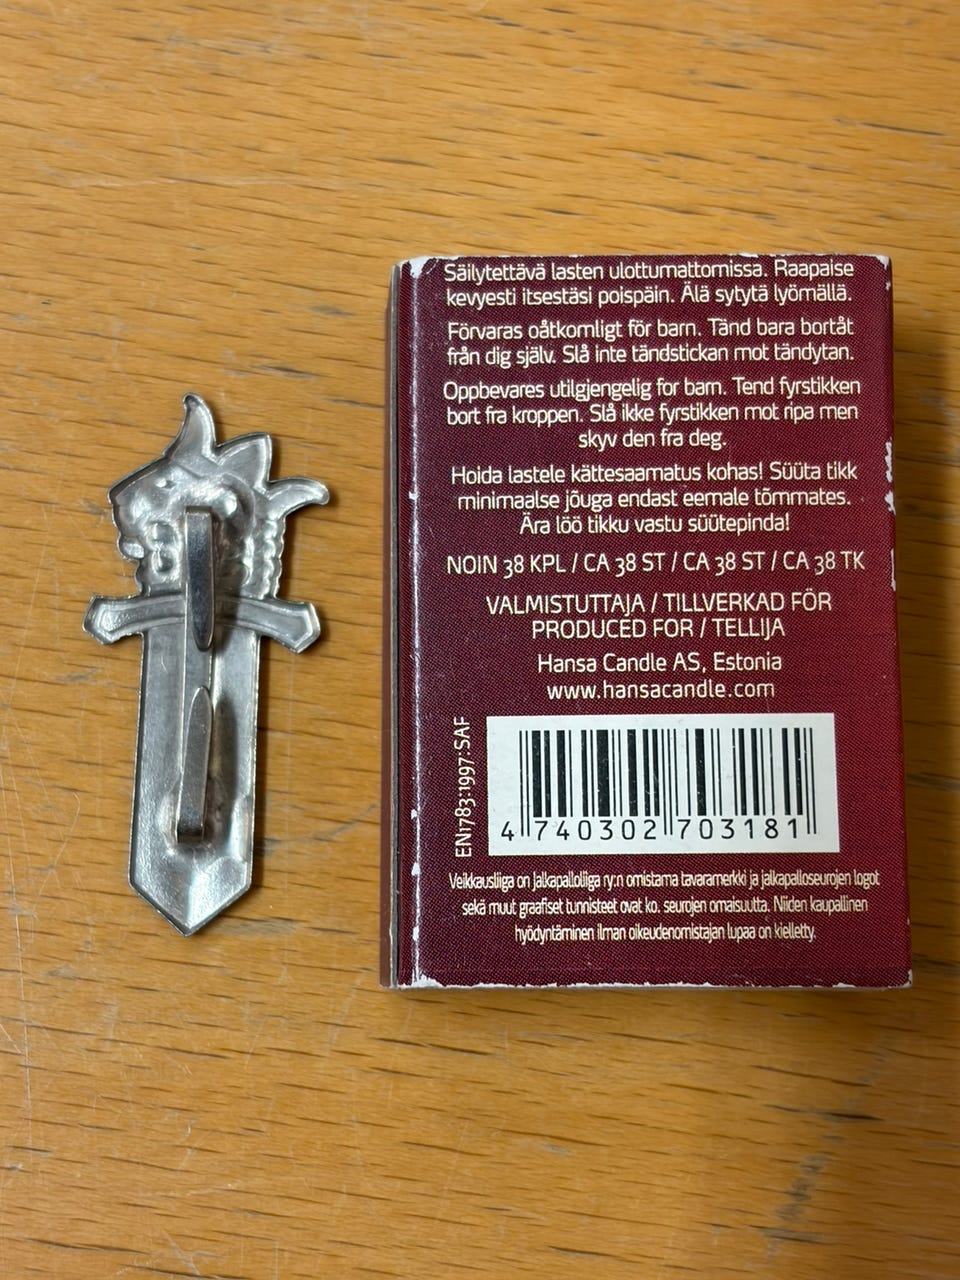 Säilytettävä lasten ulottumattomissa. Raapaise
kevyesti itsestäsi poispäin. Älä sytytä lyömällä.
Förvaras oåtkomligt för barn. Tänd bara bortåt
från dig själv. Slå inte tändstickan mot tändytan.
Oppbevares utilgjengelig for barn. Tend fyrstikken
bort fra kroppen. Slå ikke fyrstikken mot ripa men
skyv den fra deg.
Hoida lastele kättesaamatus kohas! Süüta tikk
minimaalse jõuga endast eemale tõmmates.
Ära löö tikku vastu süütepinda!
NOIN 38 KPL / CA 38 ST / CA 38 ST / CA 38 TK
VALMISTUTTAJA / TILLVERKAD FÖR
PRODUCED FOR / TELLIJA
Hansa Candle AS, Estonia
www.hansacandle.com
EN1783:1997:SAF
4 740302 703181
Veikkausliiga on Jalkapalloliiga ry:n omistama tavaramerkki ja jalkapalloseurojen logot
sekä muut graafiset tunnisteet ovat ko. seurojen omaisuutta. Niiden kaupallinen
hyödyntäminen ilman oikeudenomistajan lupaa on kielletty.